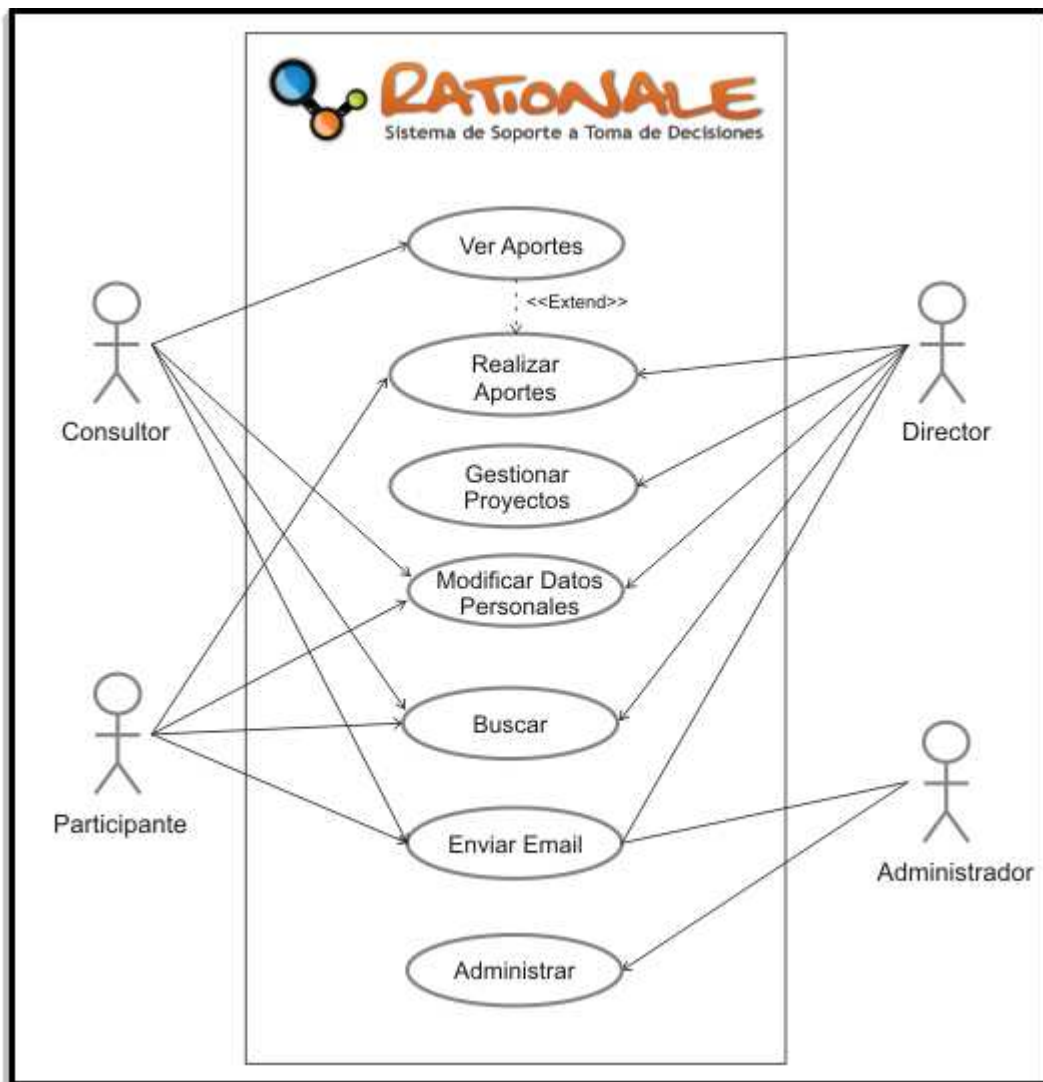 RATIONALE
Sistema de Soporte a Toma de Decisiones
Ver Aportes
<<Extend>>
Realizar
Aportes
Consultor
Director
Gestionar
Proyectos
Modificar Datos
Personales
Buscar
Participante
Enviar Email
Administrador
Administrar